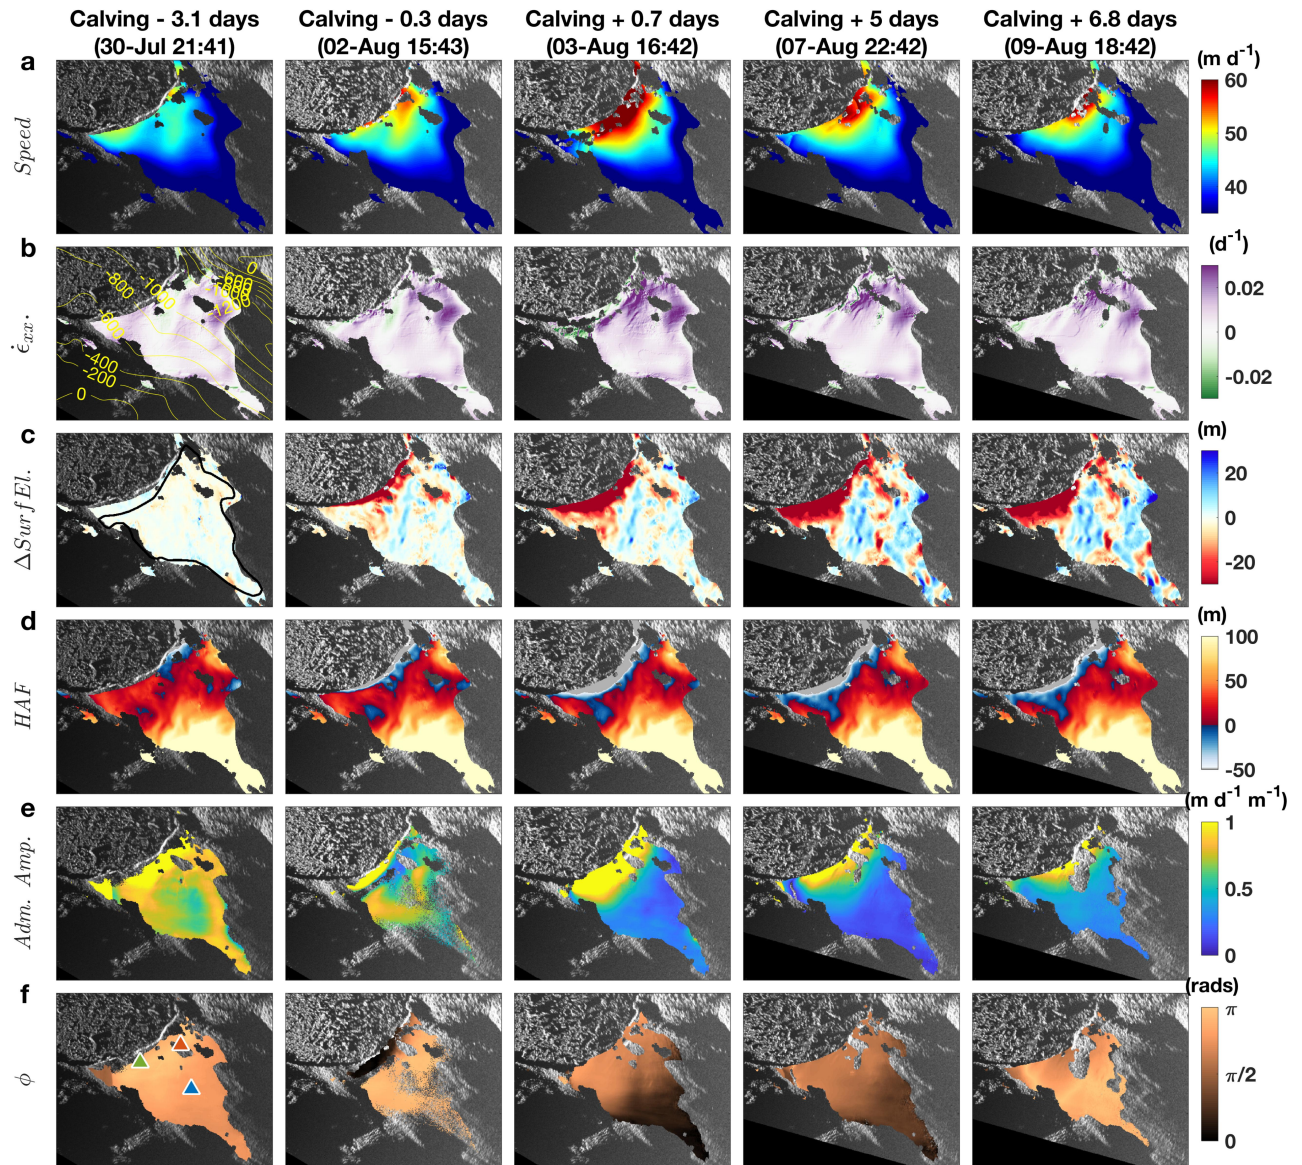 Calving - 3.1 days
(30-Jul 21:41)
Calving - 0.3 days
(02-Aug 15:43)
Calving + 0.7 days
(03-Aug 16:42)
Calving + 5 days
(07-Aug 22:42)
Calving + 6.8 days
(09-Aug 18:42)
a
Speed
(m d⁻¹)
60
50
40
b
ε̇xx.
0
-800
-1000
-600
-600
-400
-200
0
(d⁻¹)
0.02
0
-0.02
c
ΔSurfEl.
(m)
20
0
-20
d
HAF
(m)
100
50
0
-50
e
Adm. Amp.
(m d⁻¹ m⁻¹)
1
0.5
0
f
ϕ
(rads)
π
π/2
0